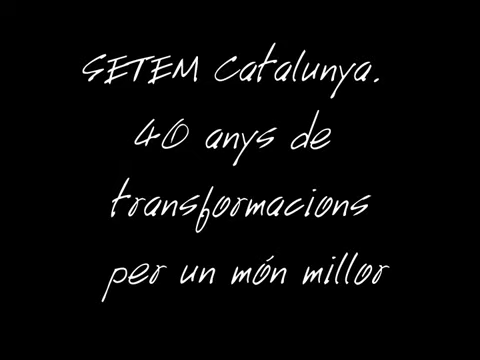 SETEM Catalunya.
40 anys de
transformacions
per un món millor